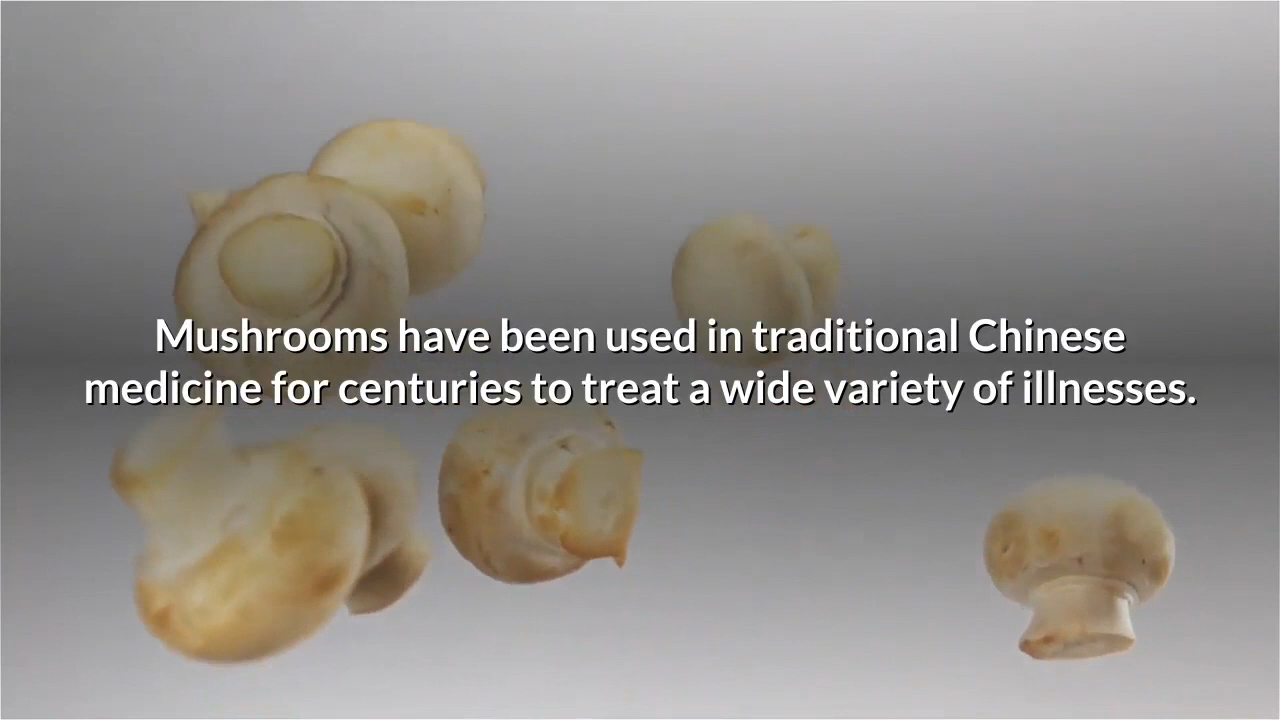 Mushrooms have been used in traditional Chinese
medicine for centuries to treat a wide variety of illnesses.